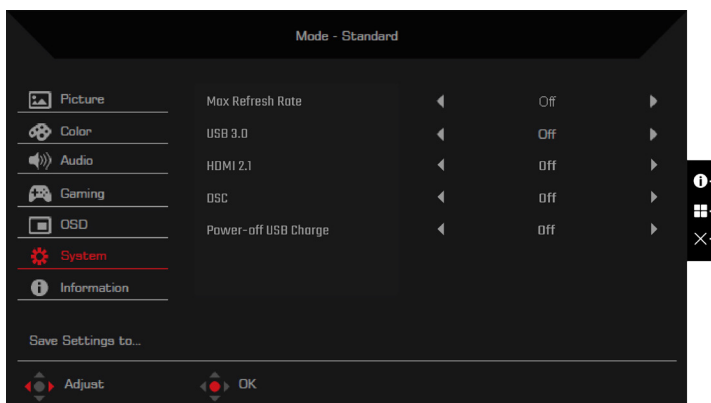 Mode - Standard
Picture
Max Refresh Rate Off
Color
USB 3.0 Off
Audio
HDMI 2.1 Off
Gaming
DSC Off
OSD
Power-off USB Charge Off
System
Information
Save Settings to...
Adjust OK